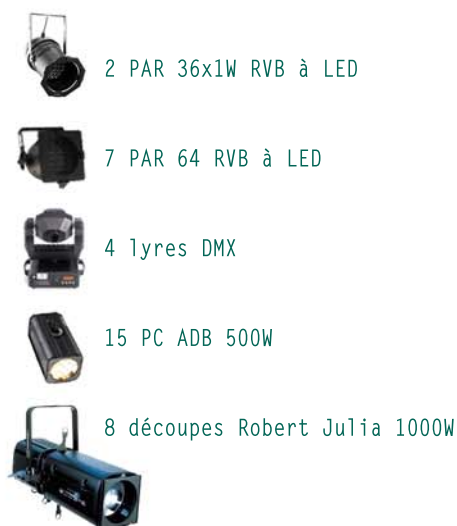 2 PAR 36x1W RVB à LED
7 PAR 64 RVB à LED
4 lyres DMX
15 PC ADB 500W
8 découpes Robert Julia 1000W